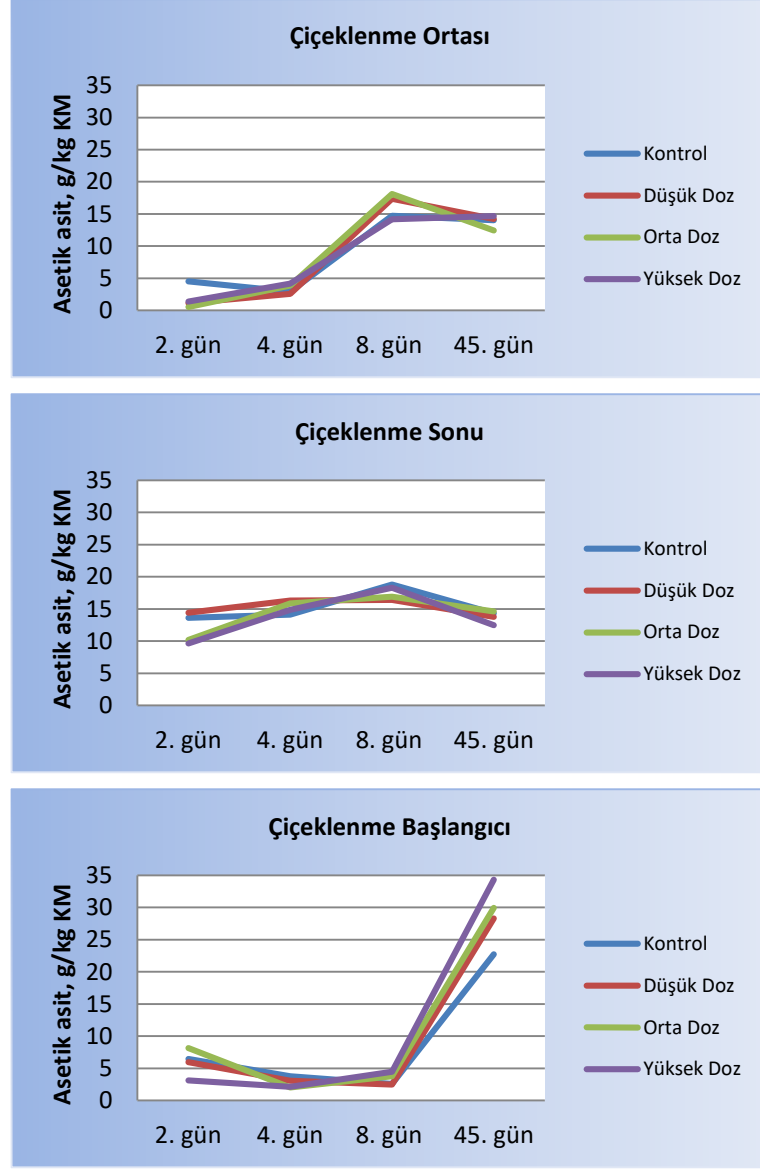 Çiçeklenme Ortası
Asetik asit, g/kg KM
35
30
25
20
15
10
5
0
2. gün 4. gün 8. gün 45. gün
Kontrol
Düşük Doz
Orta Doz
Yüksek Doz
Çiçeklenme Sonu
Asetik asit, g/kg KM
35
30
25
20
15
10
5
0
2. gün 4. gün 8. gün 45. gün
Kontrol
Düşük Doz
Orta Doz
Yüksek Doz
Çiçeklenme Başlangıcı
Asetik asit, g/kg KM
35
30
25
20
15
10
5
0
2. gün 4. gün 8. gün 45. gün
Kontrol
Düşük Doz
Orta Doz
Yüksek Doz